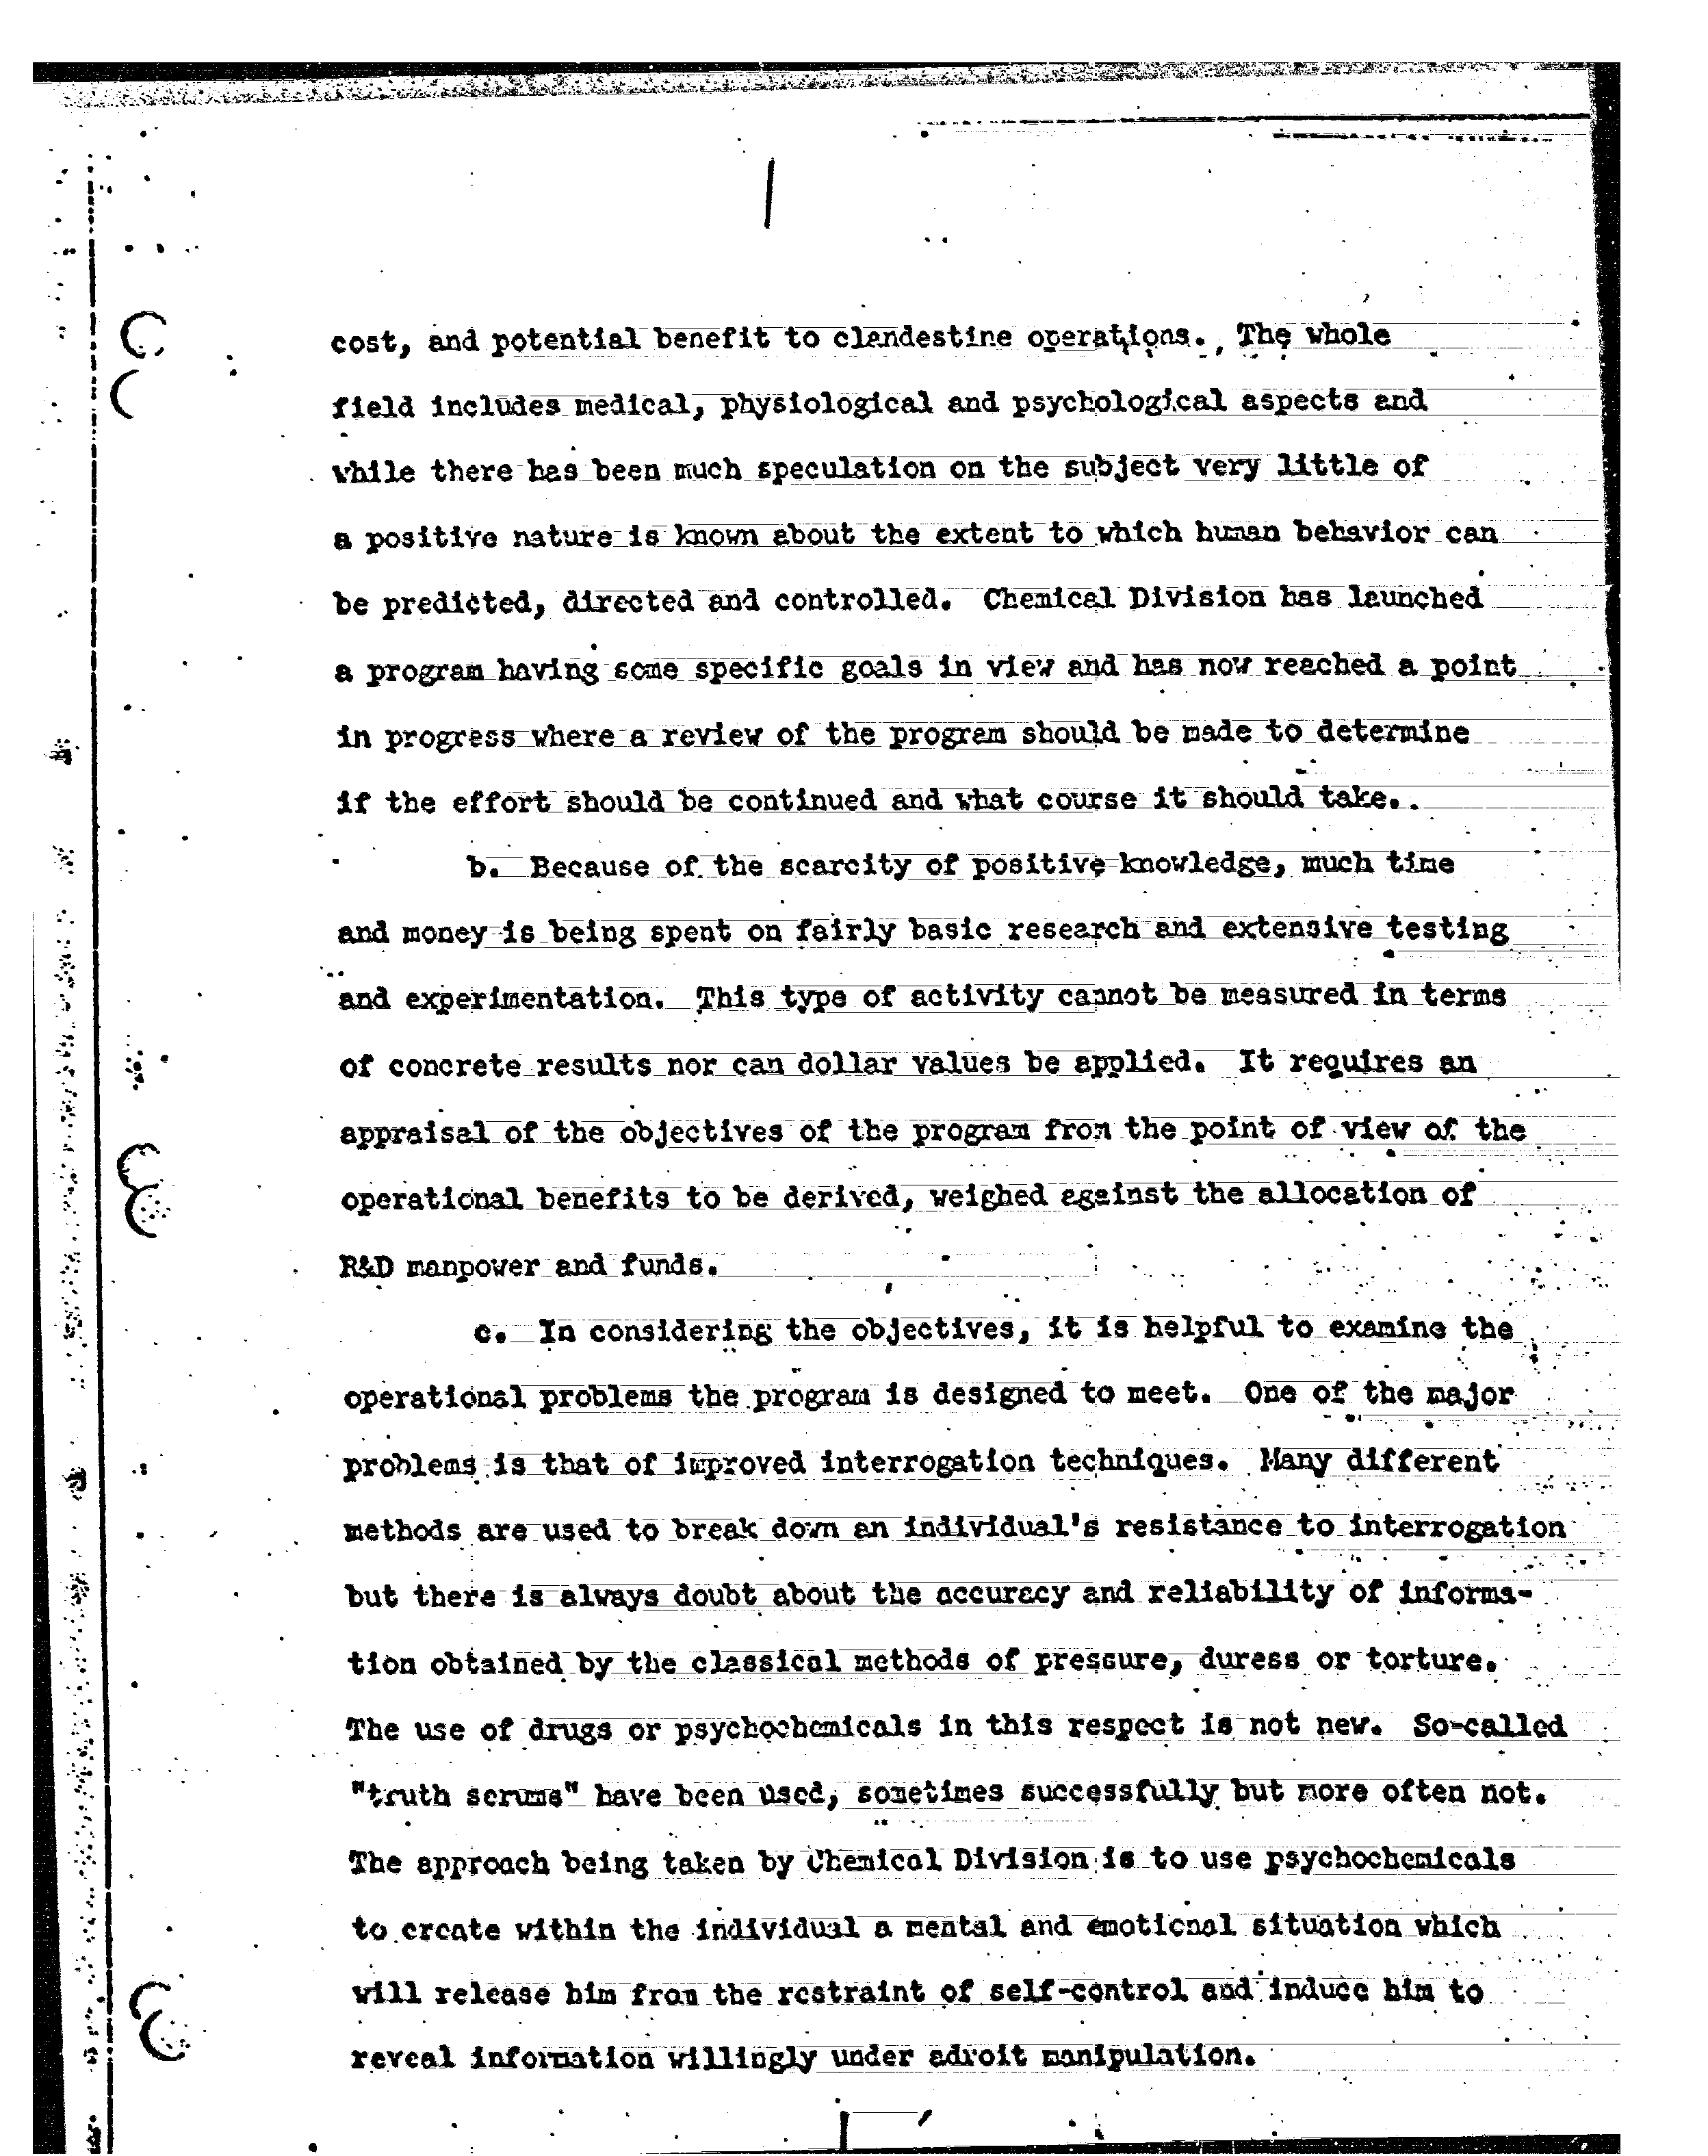 cost, and potential benefit to clandestine operations. The whole
field includes medical, physiological and psychological aspects and
while there has been much speculation on the subject very little of
a positive nature is known about the extent to which human behavior can
be predicted, directed and controlled. Chemical Division has launched
a program having some specific goals in view and has now reached a point
in progress where a review of the program should be made to determine
if the effort should be continued and what course it should take.
b. Because of the scarcity of positive knowledge, much time
and money is being spent on fairly basic research and extensive testing
and experimentation. This type of activity cannot be measured in terms
of concrete results nor can dollar values be applied. It requires an
appraisal of the objectives of the program from the point of view of the
operational benefits to be derived, weighed against the allocation of
R&D manpower and funds.
c. In considering the objectives, it is helpful to examine the
operational problems the program is designed to meet. One of the major
problems is that of improved interrogation techniques. Many different
methods are used to break down an individual's resistance to interrogation
but there is always doubt about the accuracy and reliability of informa-
tion obtained by the classical methods of pressure, duress or torture.
The use of drugs or psychochemicals in this respect is not new. So-called
"truth serums" have been used, sometimes successfully but more often not.
The approach being taken by Chemical Division is to use psychochemicals
to create within the individual a mental and emotional situation which
will release him from the restraint of self-control and induce him to
reveal information willingly under adroit manipulation.